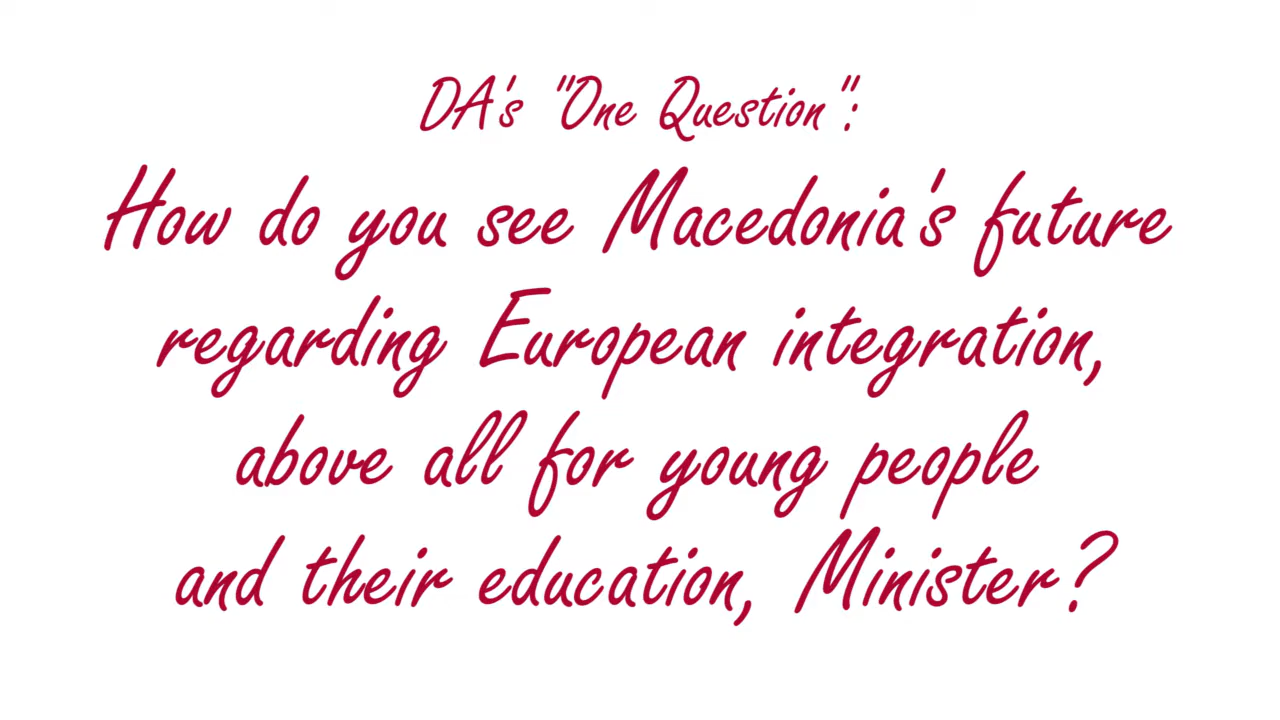 DA's "One Question":
How do you see Macedonia's future
regarding European integration,
above all for young people
and their education, Minister?